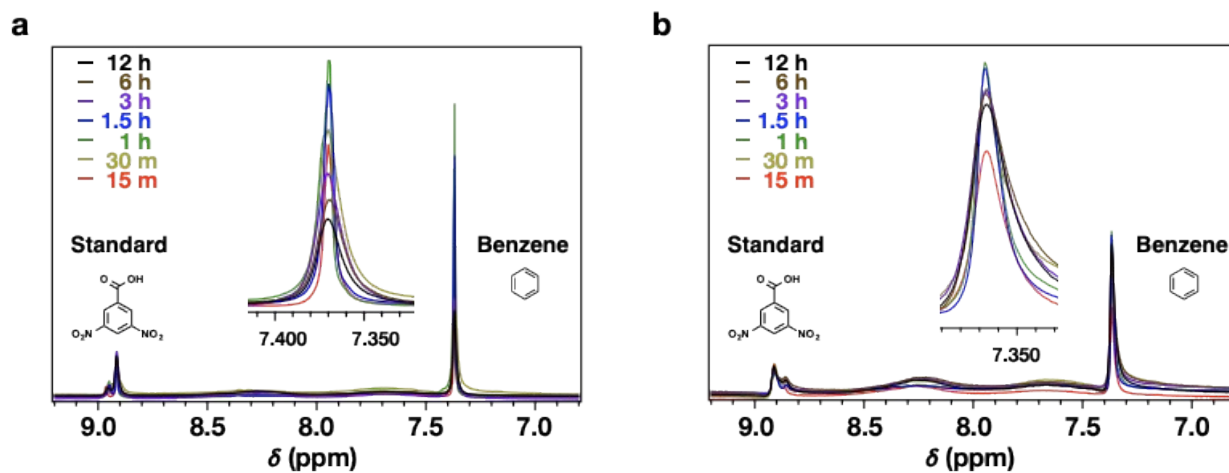 a
12 h
6 h
3 h
1.5 h
1 h
30 m
15 m
Standard
O
OH
O₂N
NO₂
Benzene
7.400 7.350
9.0 8.5 8.0 7.5 7.0
δ (ppm)
b
12 h
6 h
3 h
1.5 h
1 h
30 m
15 m
Standard
O
OH
O₂N
NO₂
Benzene
7.350
9.0 8.5 8.0 7.5 7.0
δ (ppm)